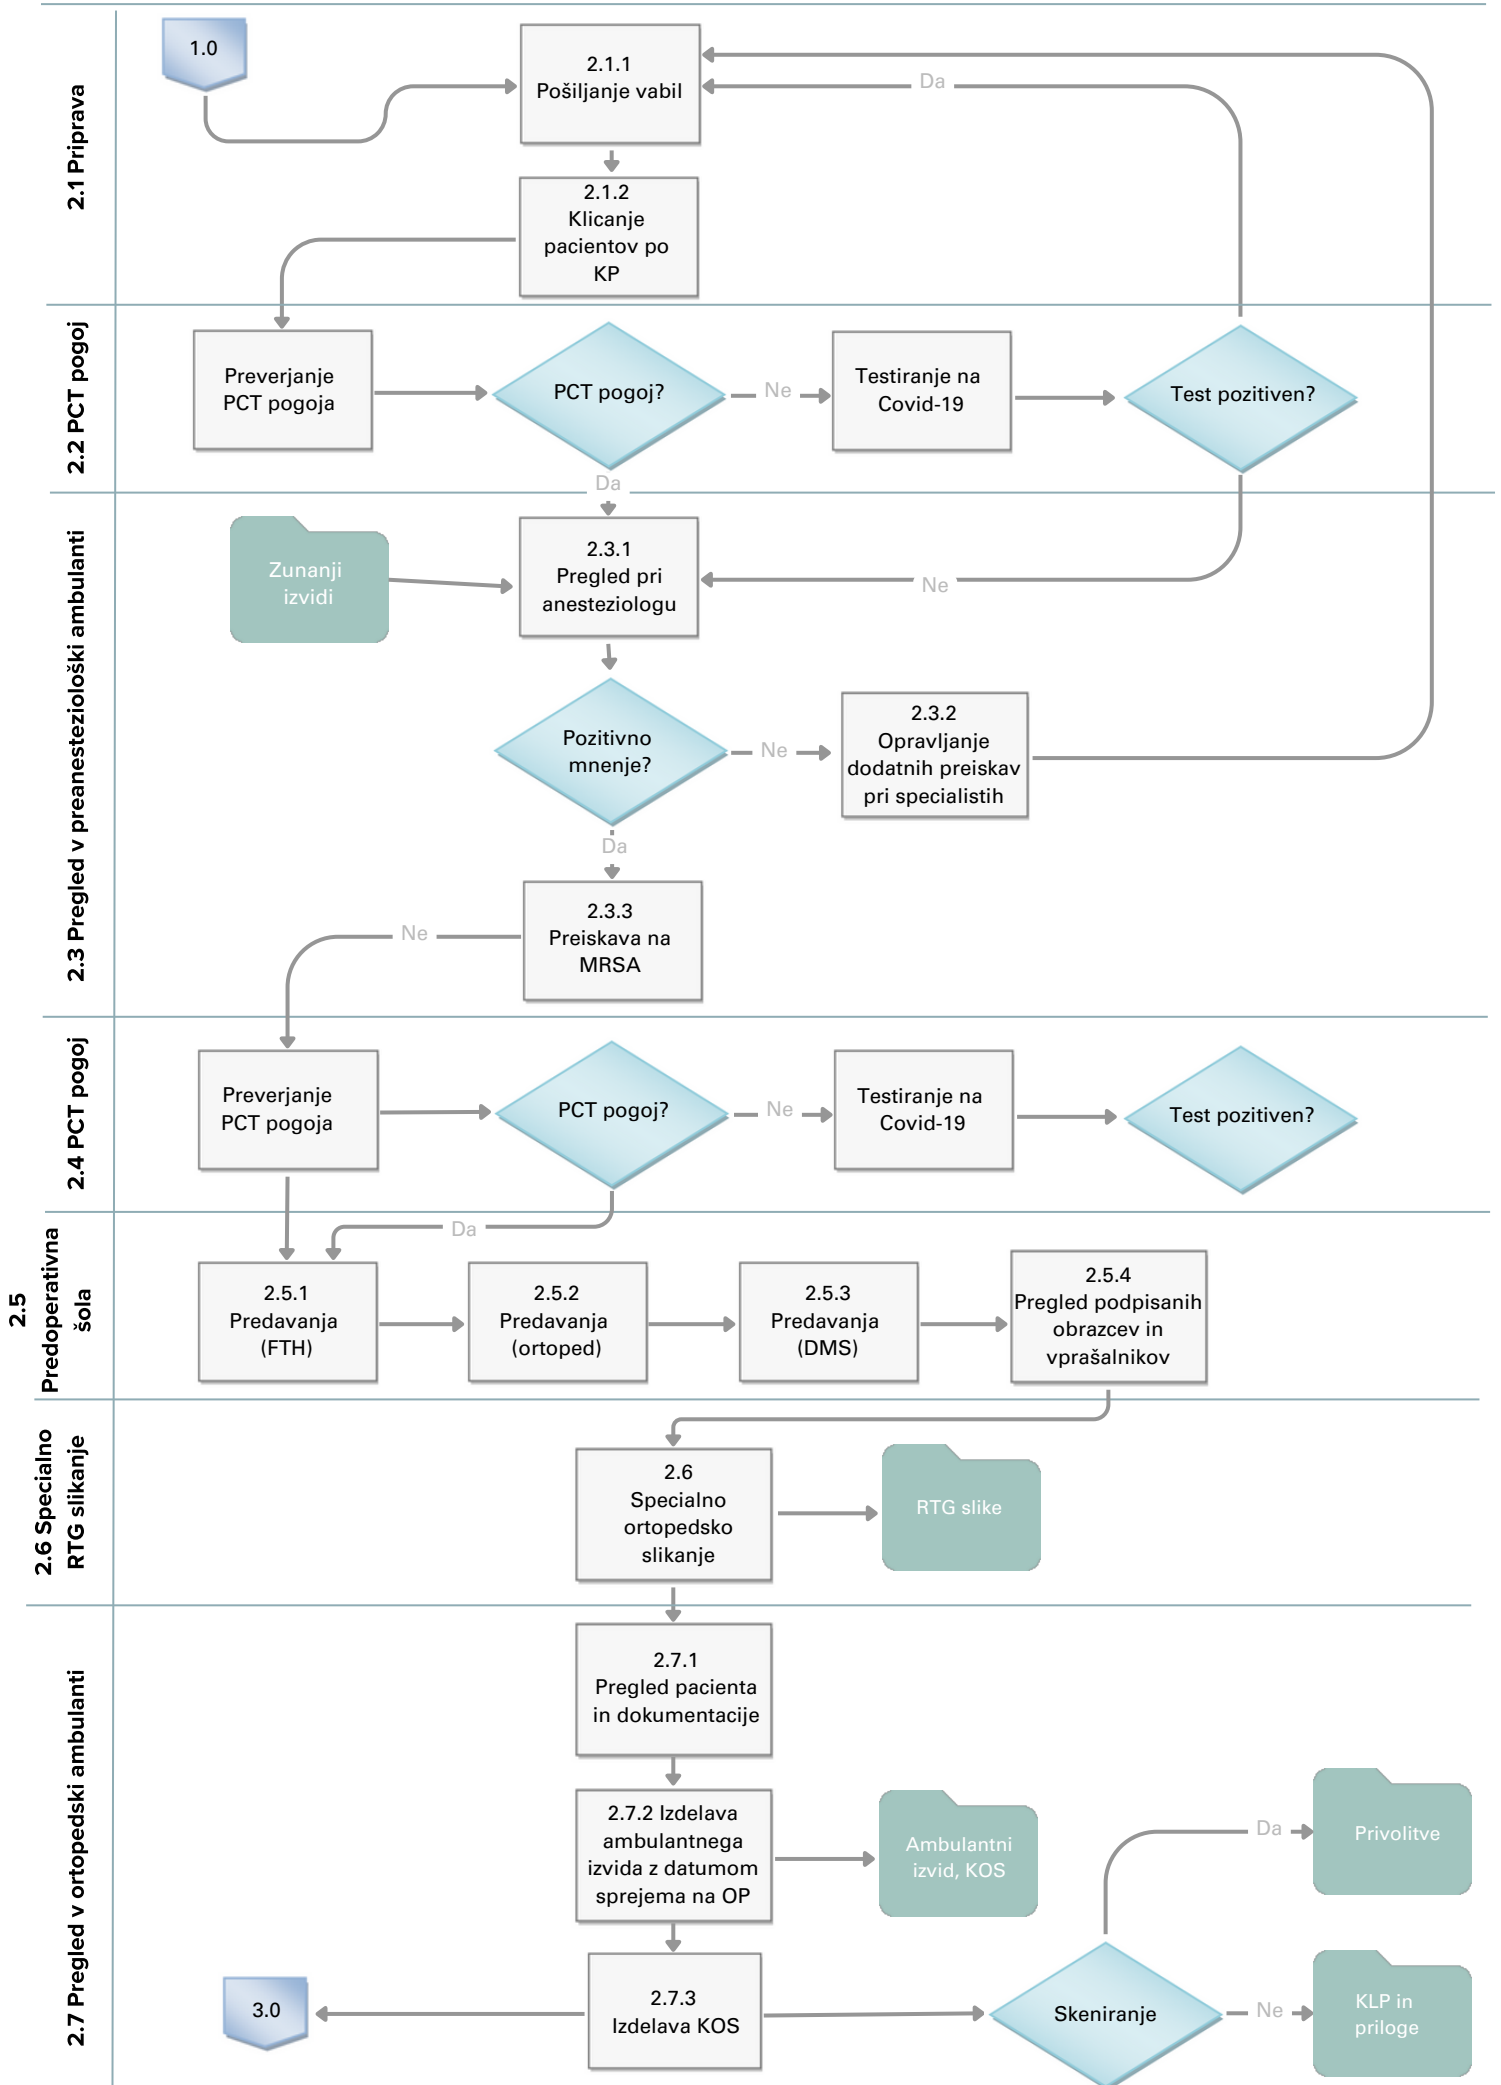 2.1 Priprava
1.0
2.1.1
Pošiljanje vabil
Da
2.1.2
Klicanje
pacientov po
KP
2.2 PCT pogoj
Preverjanje
PCT pogoja
PCT pogoj?
Ne
Testiranje na
Covid-19
Test pozitiven?
Da
2.3 Pregled v preanesteziološki ambulanti
Zunanji
izvidi
2.3.1
Pregled pri
anesteziologu
Ne
Pozitivno
mnenje?
Ne
2.3.2
Opravljanje
dodatnih preiskav
pri specialistih
Da
2.3.3
Preiskava na
MRSA
Ne
2.4 PCT pogoj
Preverjanje
PCT pogoja
PCT pogoj?
Ne
Testiranje na
Covid-19
Test pozitiven?
Da
2.5
Predoperativna
šola
2.5.1
Predavanja
(FTH)
2.5.2
Predavanja
(ortoped)
2.5.3
Predavanja
(DMS)
2.5.4
Pregled podpisanih
obrazcev in
vprašalnikov
2.6 Specialno
RTG slikanje
2.6
Specialno
ortopedsko
slikanje
RTG slike
2.7 Pregled v ortopedski ambulanti
2.7.1
Pregled pacienta
in dokumentacije
2.7.2 Izdelava
ambulantnega
izvida z datumom
sprejema na OP
Ambulantni
izvid, KOS
Da
Privolitve
3.0
2.7.3
Izdelava KOS
Skeniranje
Ne
KLP in
priloge